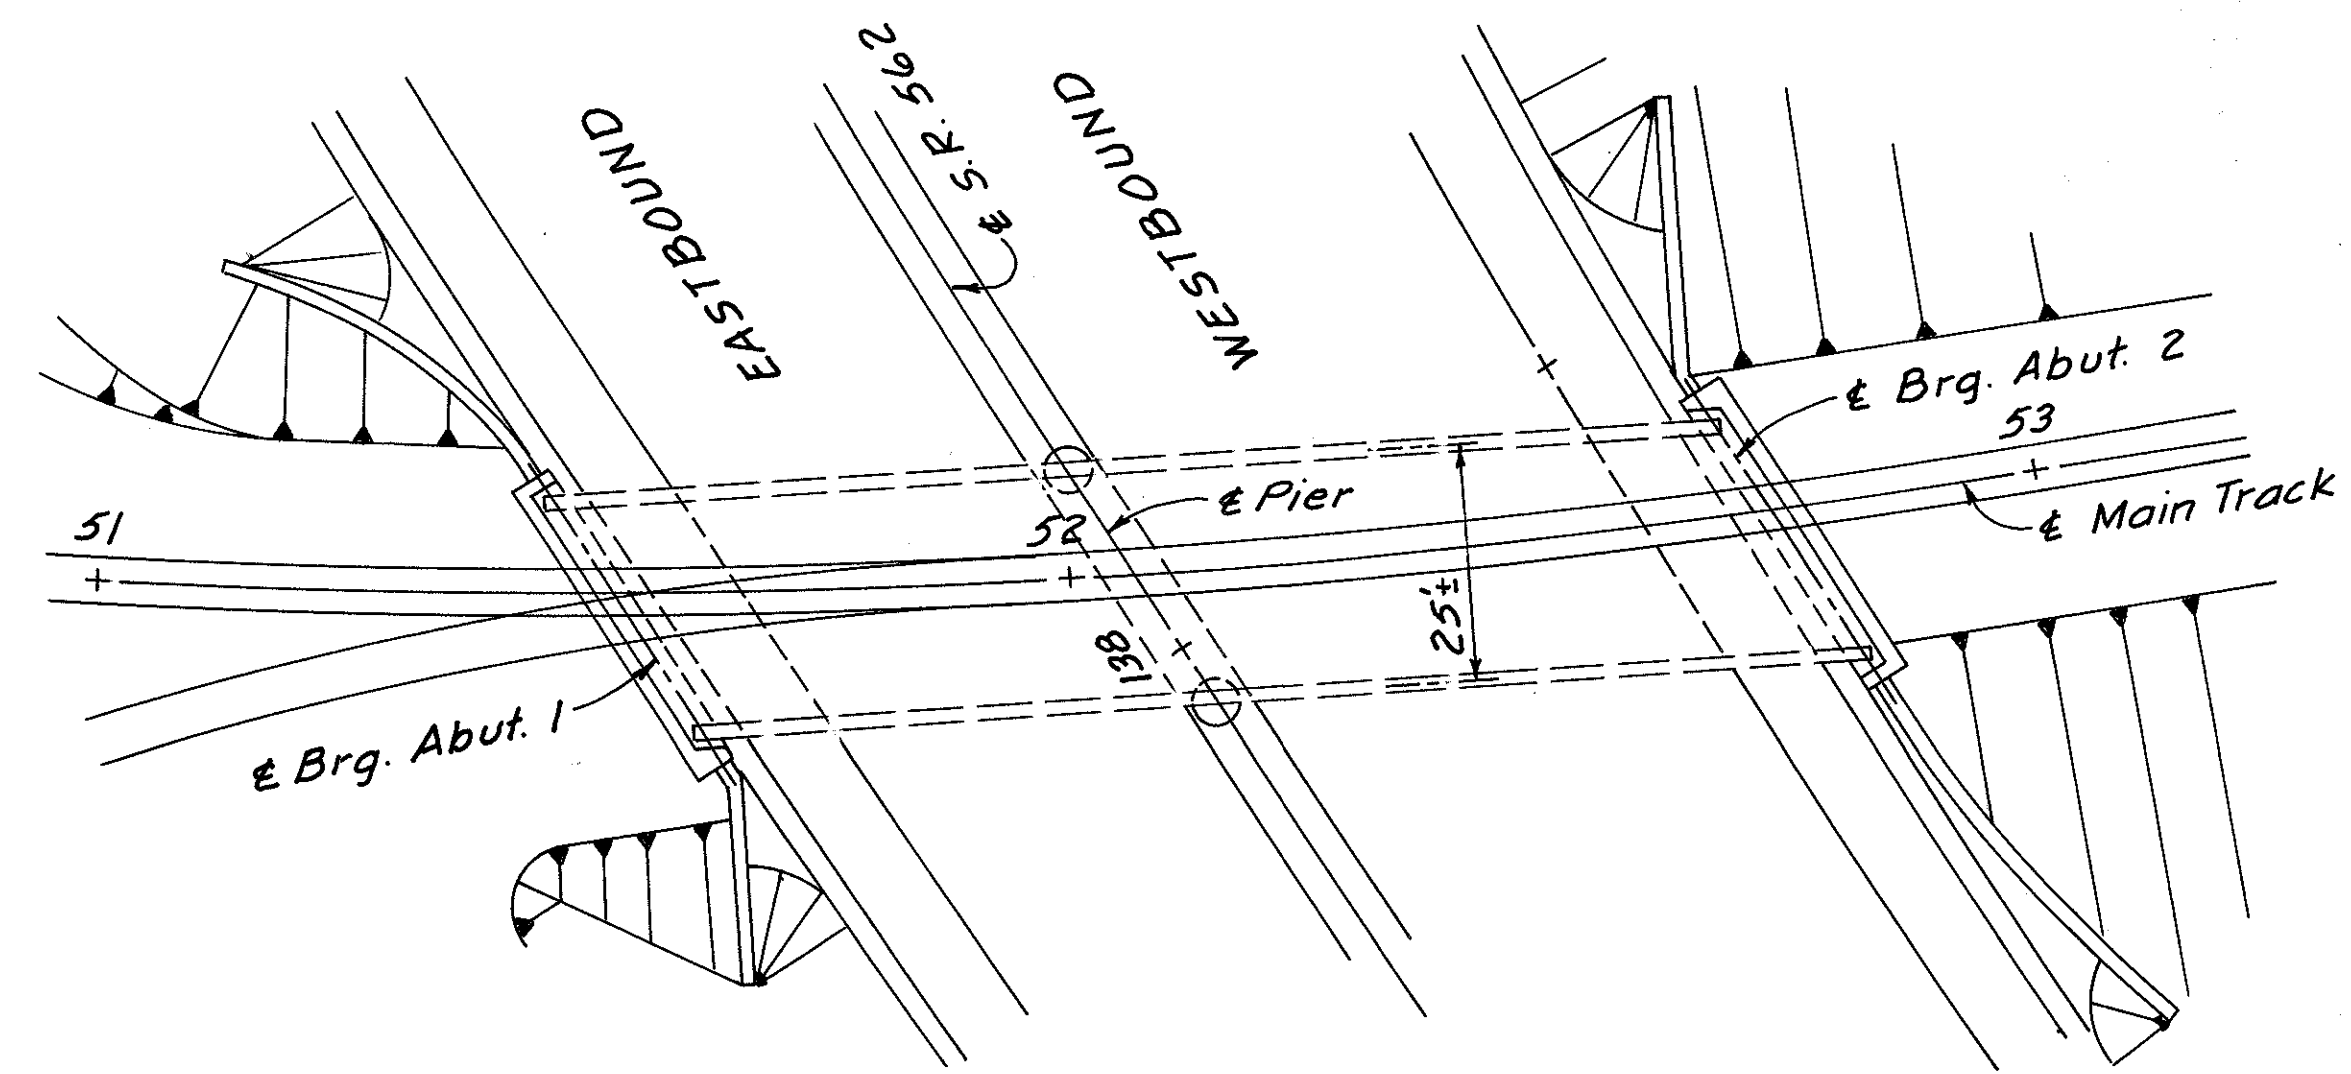 EASTBOUND
℄ S.R. 562
WESTBOUND
℄ Brg. Abut. 2
53
℄ Main Track
℄ Pier
51
52
25'±
138
℄ Brg. Abut. 1